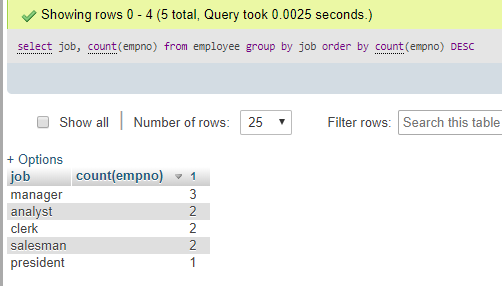 Showing rows 0 - 4 (5 total, Query took 0.0025 seconds.)
select job, count(empno) from employee group by job order by count(empno) DESC
Show all | Number of rows: 25 Filter rows: Search this table
+ Options
job count(empno) 1
manager 3
analyst 2
clerk 2
salesman 2
president 1